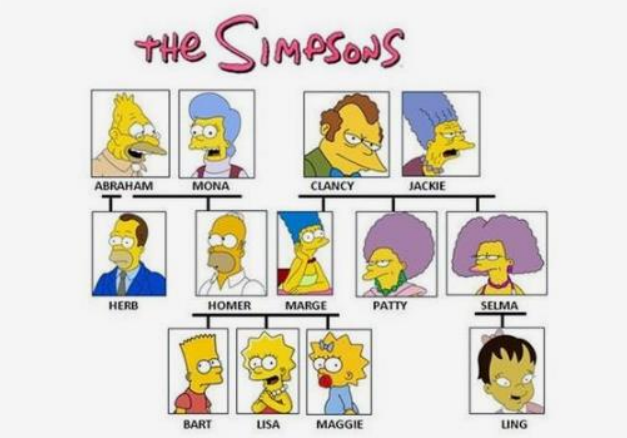 the Simpsons
ABRAHAM MONA CLANCY JACKIE
HERB HOMER MARGE PATTY SELMA
BART LISA MAGGIE LING